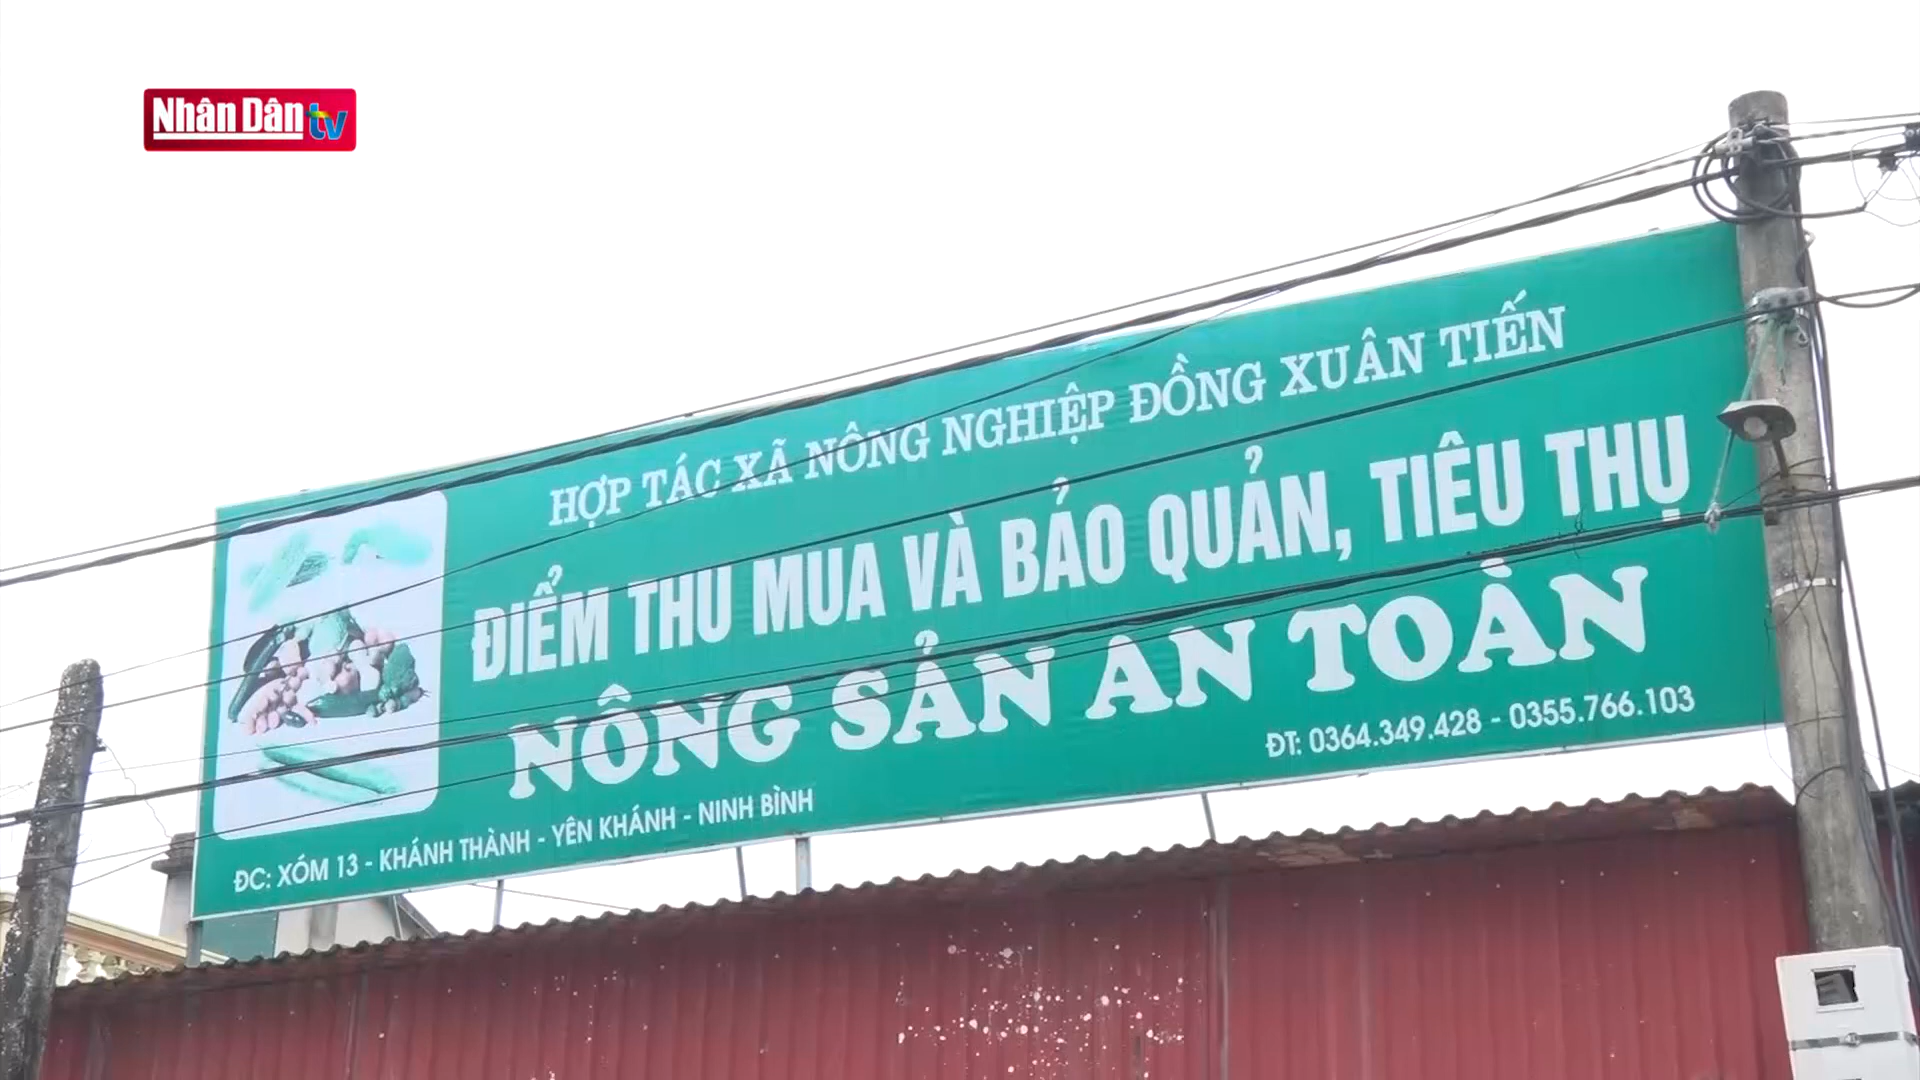 Nhân Dân tv
HỢP TÁC XÃ NÔNG NGHIỆP ĐỒNG XUÂN TIẾN
ĐIỂM THU MUA VÀ BẢO QUẢN, TIÊU THỤ
NÔNG SẢN AN TOÀN
ĐT: 0364.349.428 - 0355.766.103
ĐC: XÓM 13 - KHÁNH THÀNH - YÊN KHÁNH - NINH BÌNH